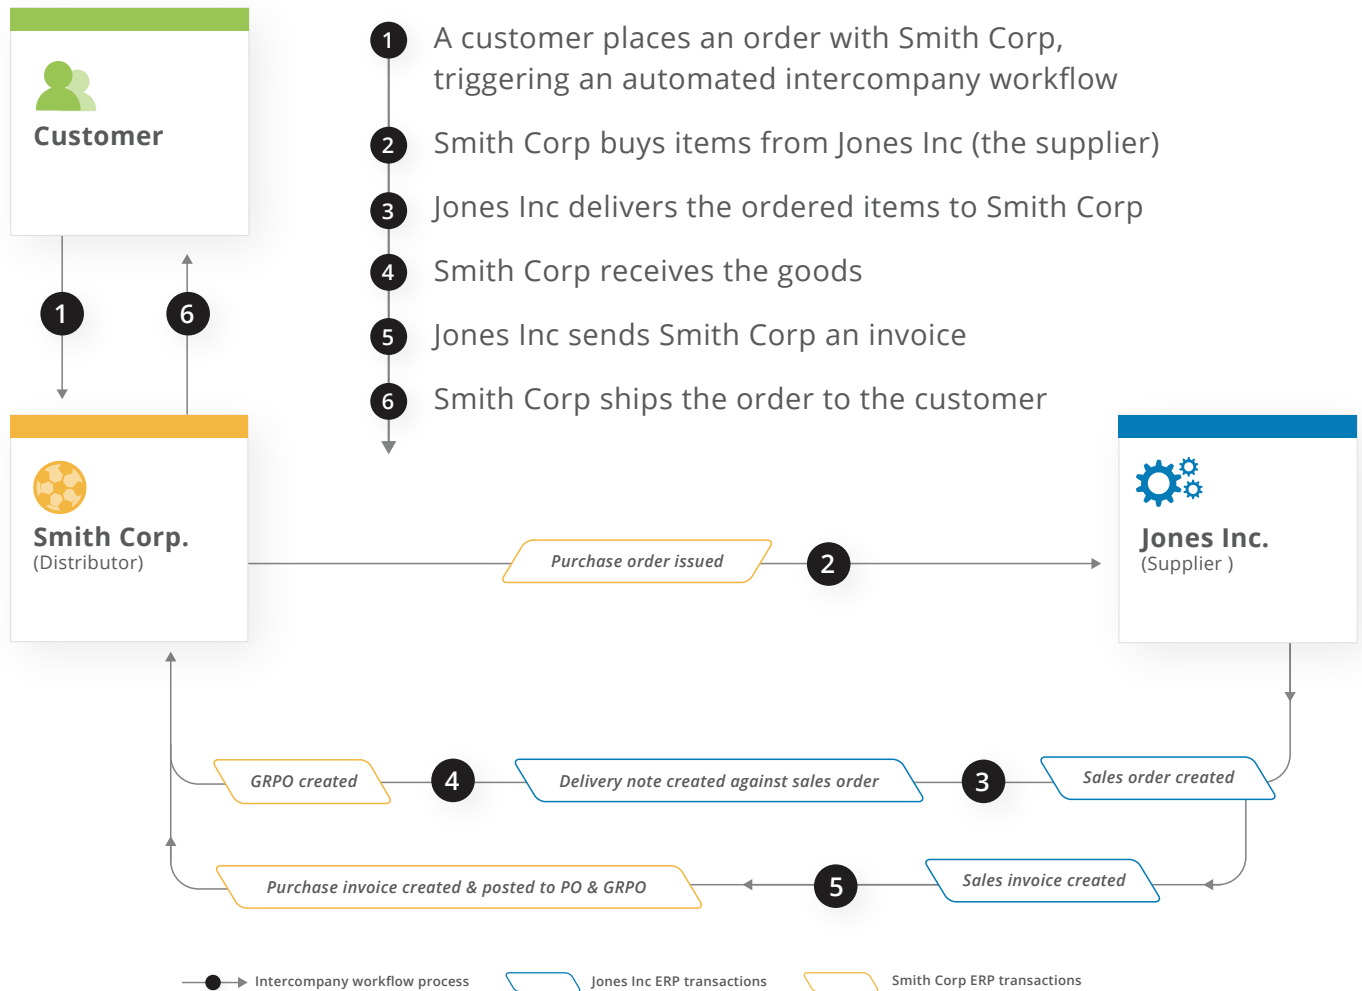 Customer
1
A customer places an order with Smith Corp,
triggering an automated intercompany workflow
2
Smith Corp buys items from Jones Inc (the supplier)
3
Jones Inc delivers the ordered items to Smith Corp
4
Smith Corp receives the goods
5
Jones Inc sends Smith Corp an invoice
6
Smith Corp ships the order to the customer
1
6
Smith Corp.
(Distributor)
Purchase order issued
2
Jones Inc.
(Supplier )
GRPO created
4
Delivery note created against sales order
3
Sales order created
Purchase invoice created & posted to PO & GRPO
5
Sales invoice created
Intercompany workflow process
Jones Inc ERP transactions
Smith Corp ERP transactions